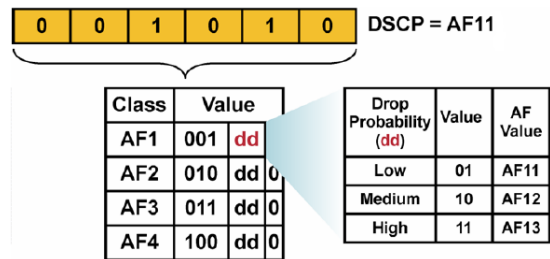 0 0 1 0 1 0 DSCP = AF11
Class Value
AF1 001 dd
AF2 010 dd 0
AF3 011 dd 0
AF4 100 dd 0
Drop Probability (dd) Value AF Value
Low 01 AF11
Medium 10 AF12
High 11 AF13